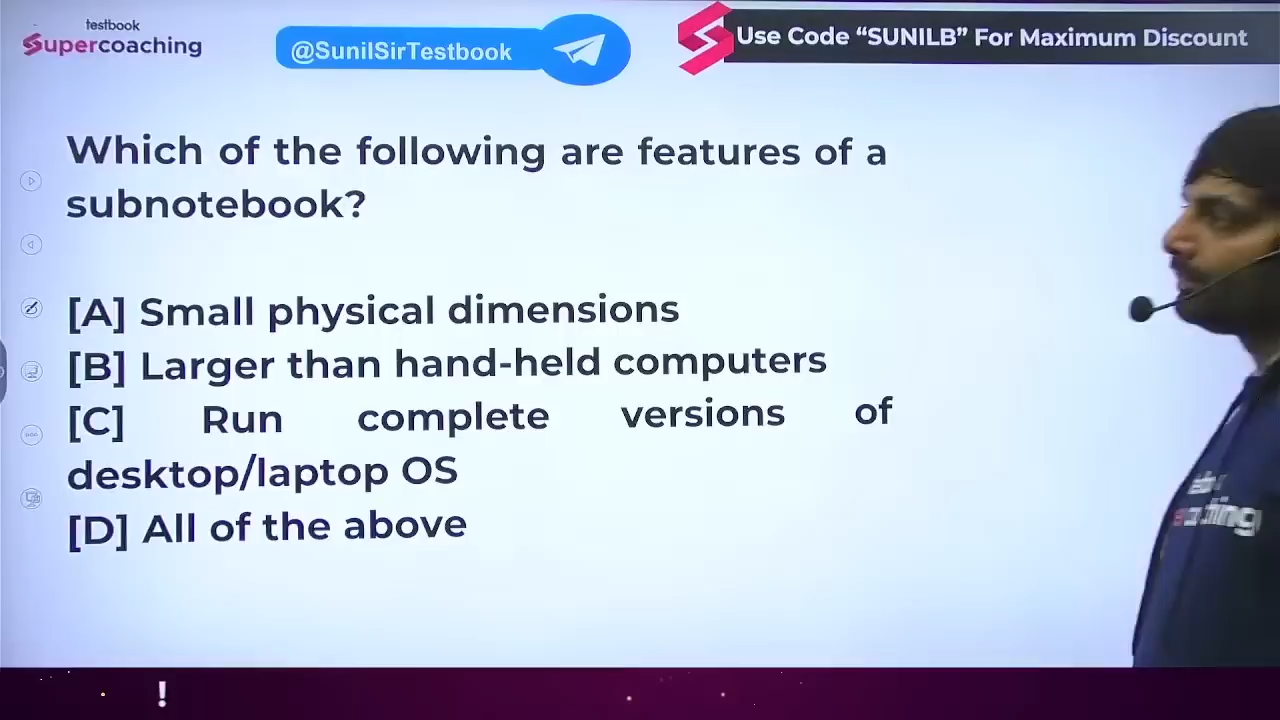 testbook
Supercoaching
@SunilSirTestbook
Use Code “SUNILB” For Maximum Discount
Which of the following are features of a
subnotebook?
[A] Small physical dimensions
[B] Larger than hand-held computers
[C] Run complete versions of
desktop/laptop OS
[D] All of the above
!